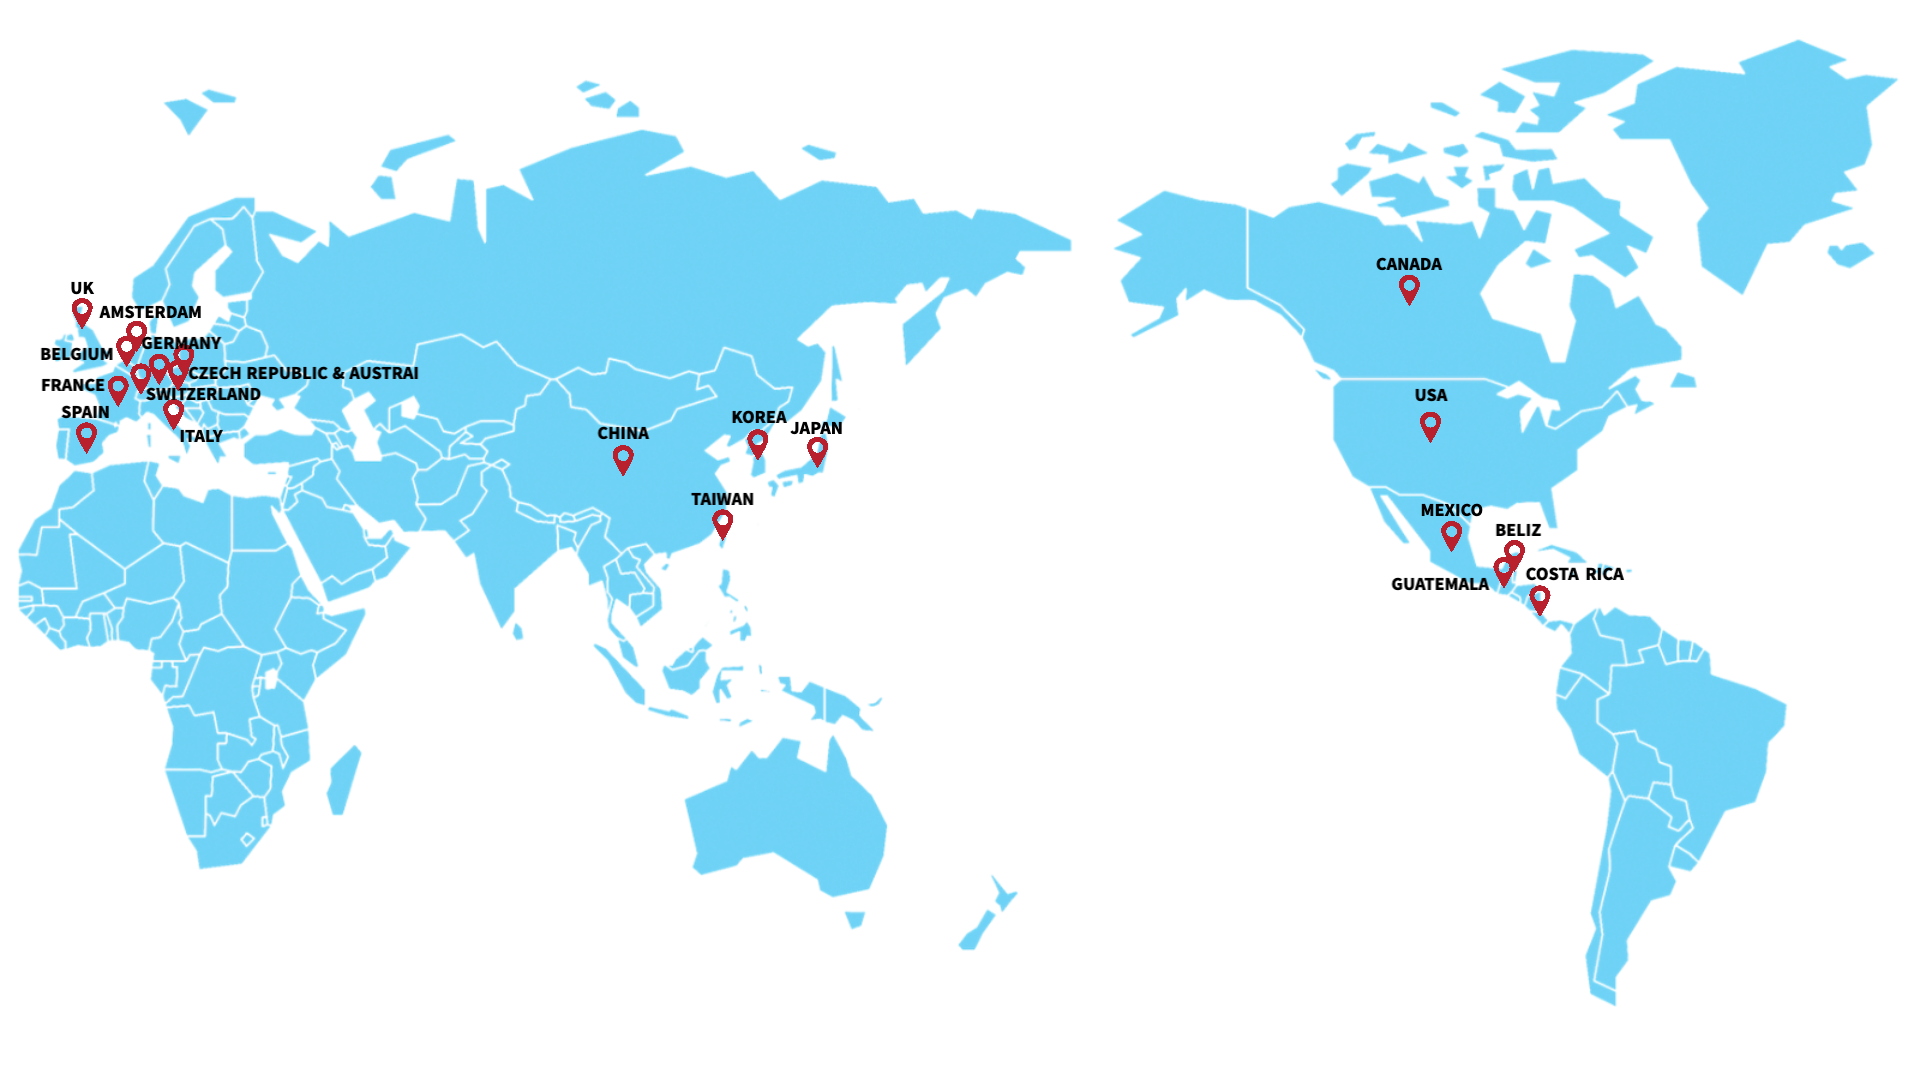 UK
AMSTERDAM
GERMANY
BELGIUM
CZECH REPUBLIC & AUSTRAI
FRANCE
SWITZERLAND
SPAIN
ITALY
CHINA
KOREA
JAPAN
TAIWAN
CANADA
USA
MEXICO
BELIZ
COSTA RICA
GUATEMALA